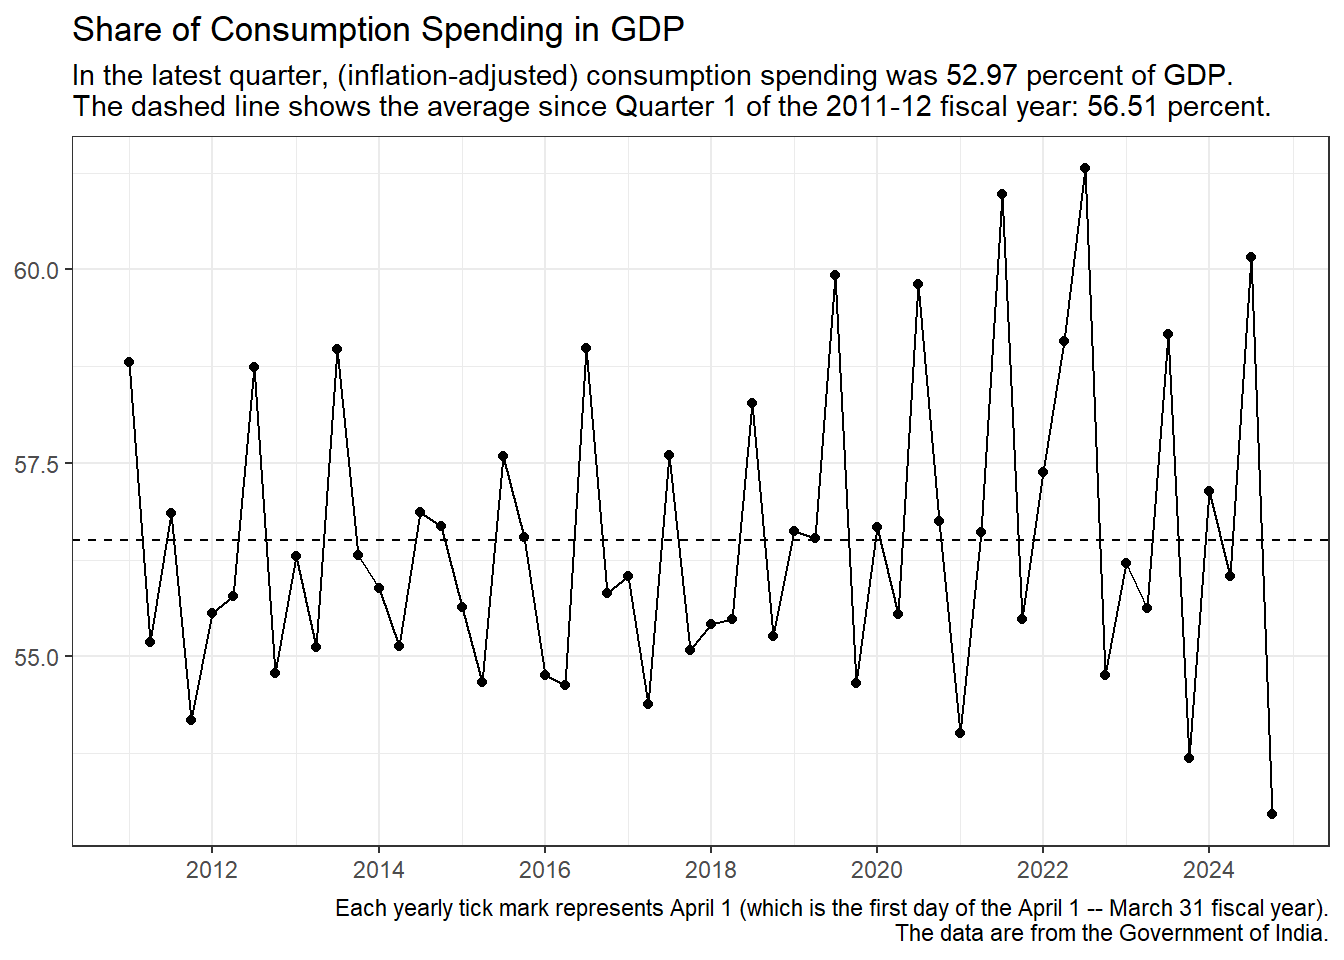 Share of Consumption Spending in GDP
In the latest quarter, (inflation-adjusted) consumption spending was 52.97 percent of GDP.
The dashed line shows the average since Quarter 1 of the 2011-12 fiscal year: 56.51 percent.
60.0
57.5
55.0
2012 2014 2016 2018 2020 2022 2024
Each yearly tick mark represents April 1 (which is the first day of the April 1 -- March 31 fiscal year).
The data are from the Government of India.